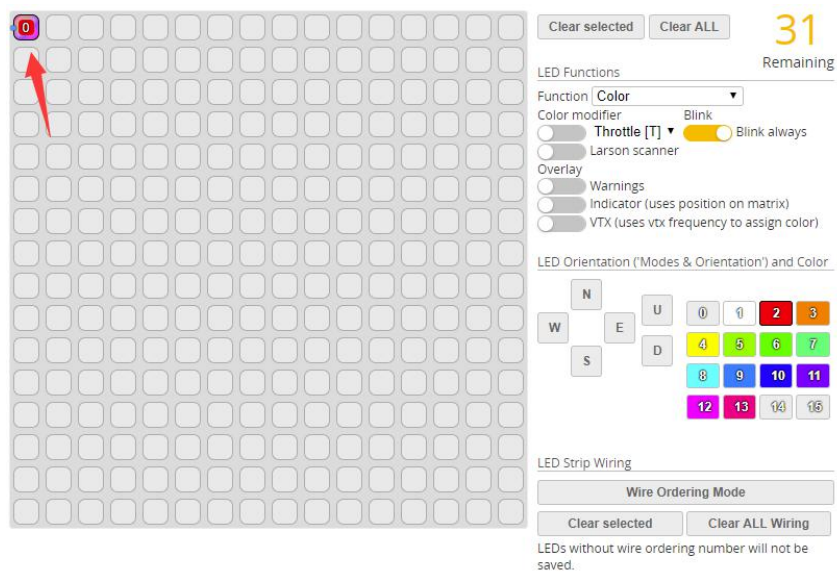 0
Clear selected Clear ALL 31
Remaining
LED Functions
Function Color
Color modifier Blink
Throttle [T] Blink always
Larson scanner
Overlay
Warnings
Indicator (uses position on matrix)
VTX (uses vtx frequency to assign color)
LED Orientation ('Modes & Orientation') and Color
N
W E
S
U
D
0 1 2 3
4 5 6 7
8 9 10 11
12 13 14 15
LED Strip Wiring
Wire Ordering Mode
Clear selected Clear ALL Wiring
LEDs without wire ordering number will not be
saved.